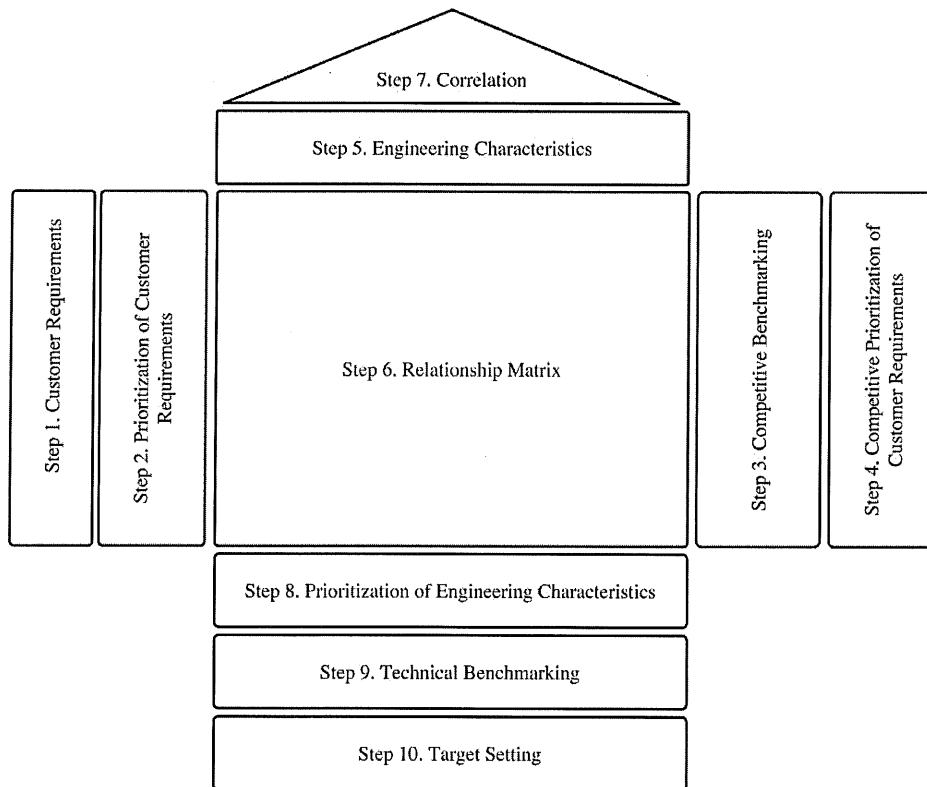 Step 7. Correlation
Step 5. Engineering Characteristics
Step 1. Customer Requirements
Step 2. Prioritization of Customer
Requirements
Step 6. Relationship Matrix
Step 3. Competitive Benchmarking
Step 4. Competitive Prioritization of
Customer Requirements
Step 8. Prioritization of Engineering Characteristics
Step 9. Technical Benchmarking
Step 10. Target Setting